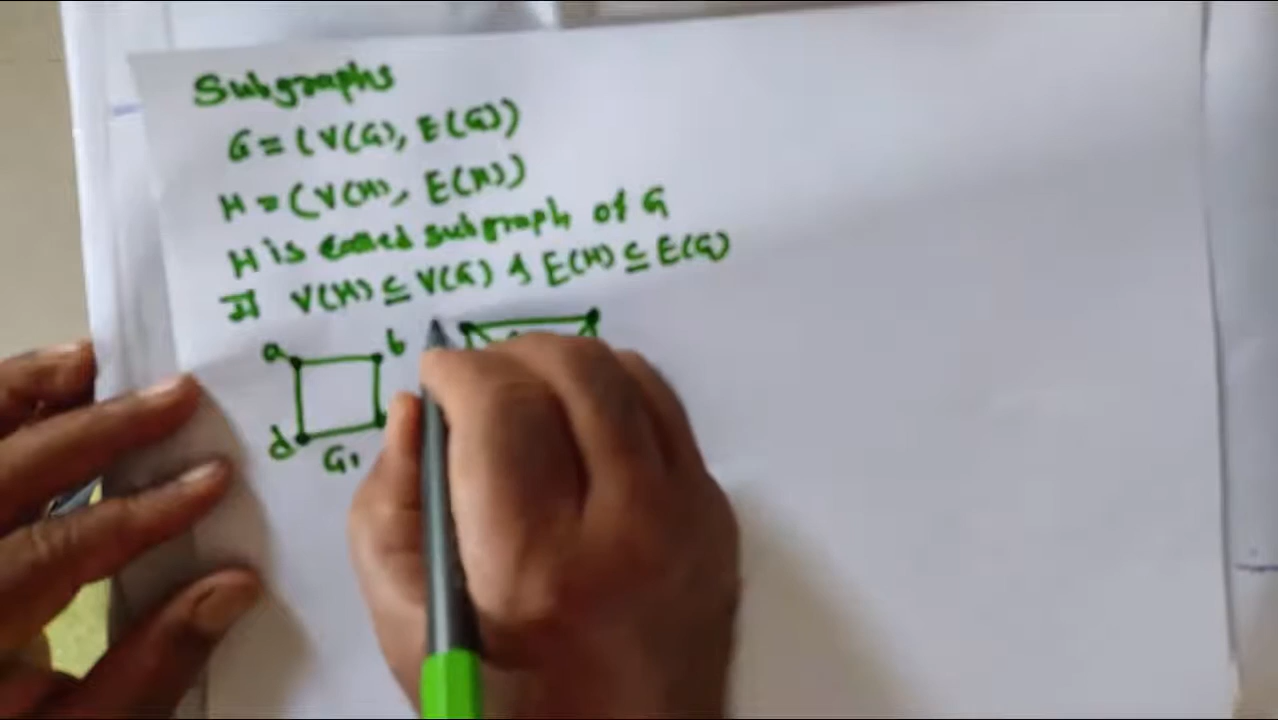 Subgraphs
G = (V(G), E(G))
H = (V(H), E(H))
H is called subgraph of G
If V(H) ⊆ V(G) & E(H) ⊆ E(G)
a b
d
G1